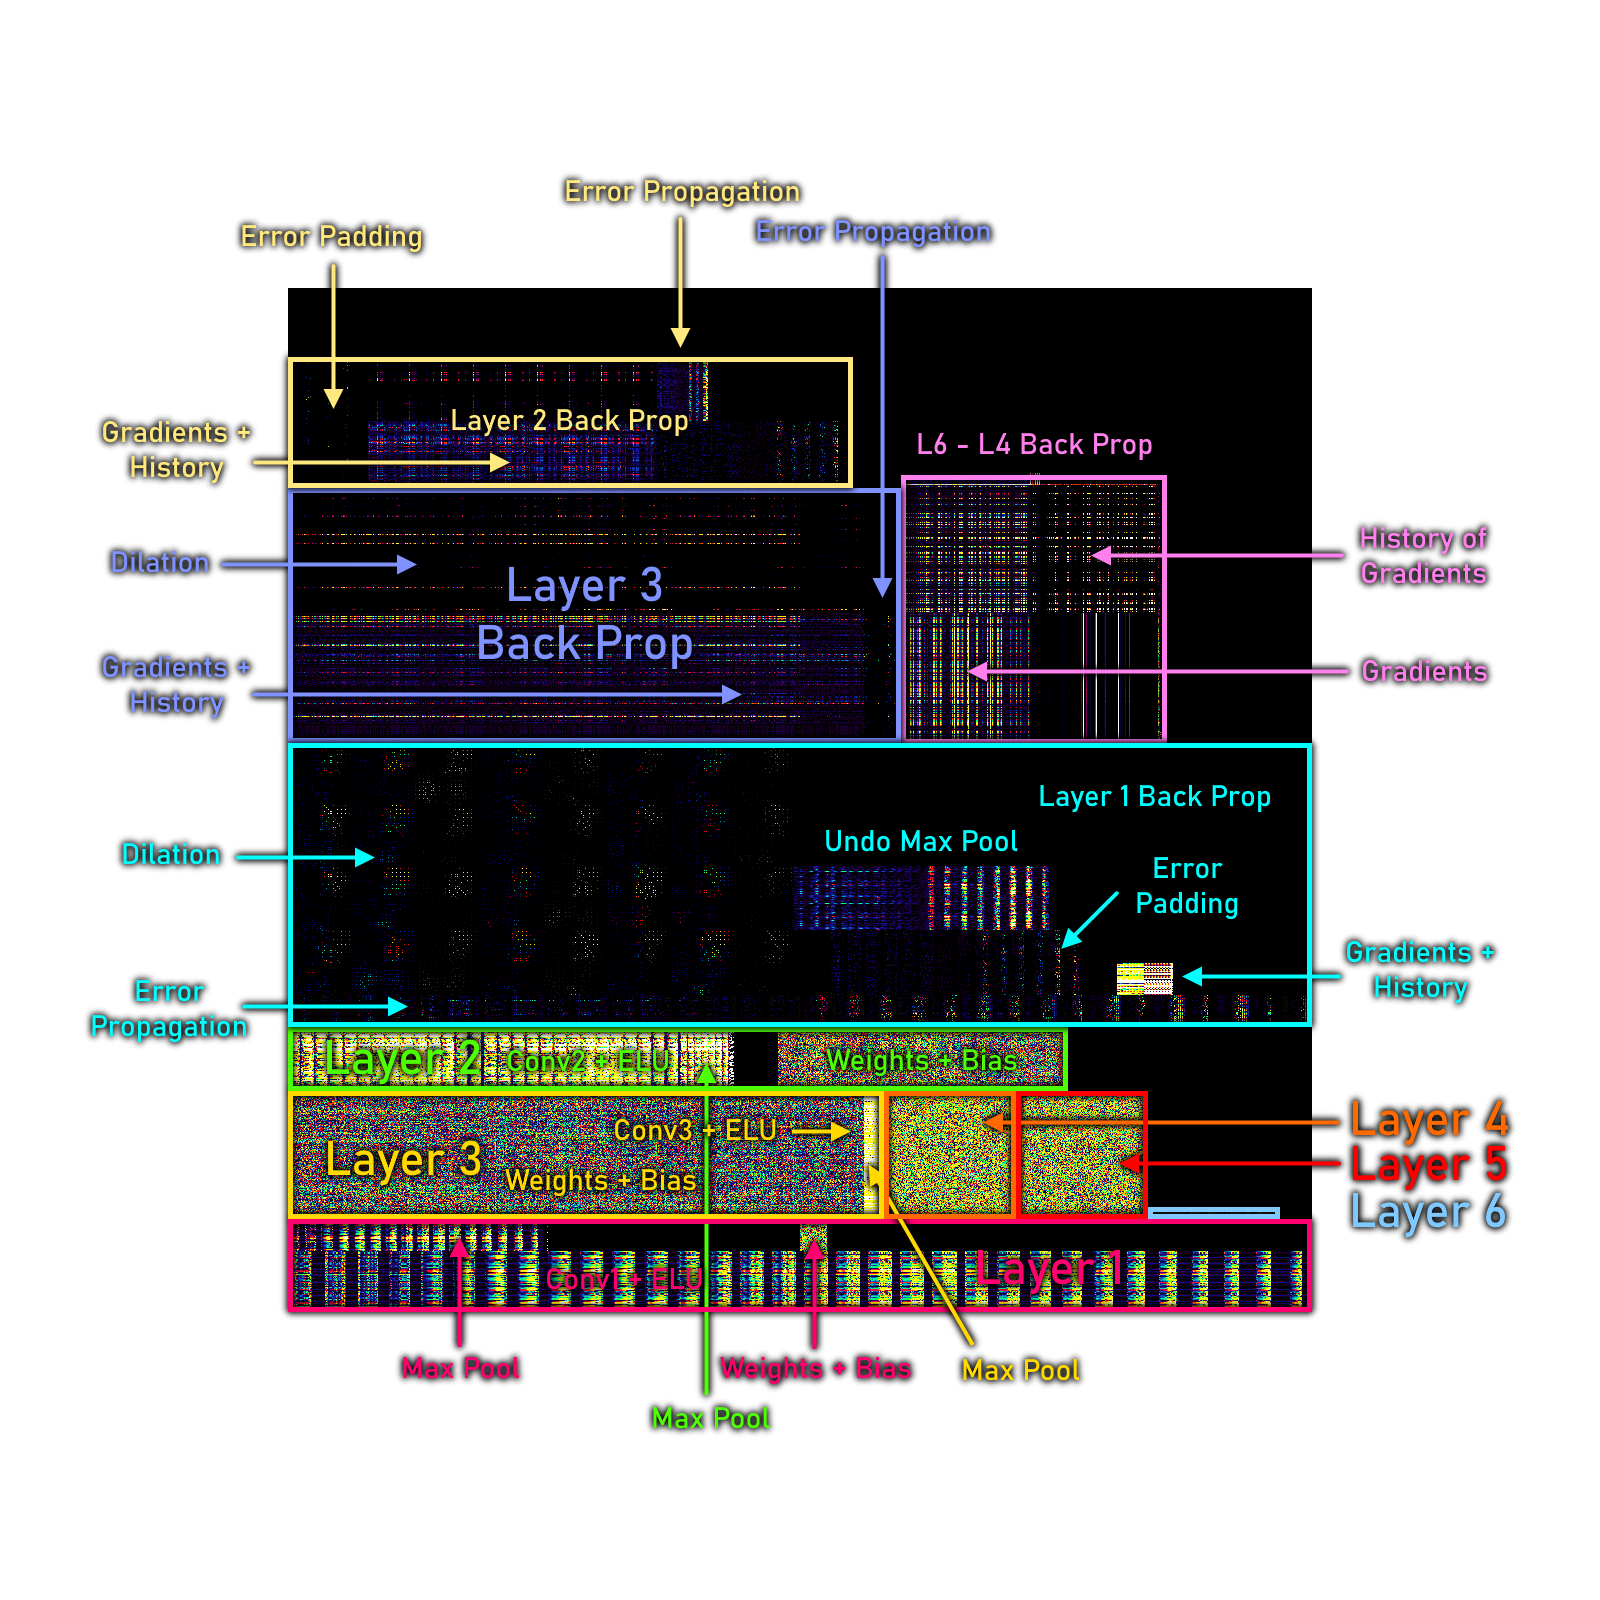 Error Propagation
Error Propagation
Error Padding
Layer 2 Back Prop
Gradients +
History
L6 - L4 Back Prop
History of
Gradients
Dilation
Layer 3
Back Prop
Gradients +
History
Gradients
Layer 1 Back Prop
Undo Max Pool
Dilation
Error
Padding
Gradients +
History
Error
Propagation
Layer 2
Conv2 + ELU
Weights + Bias
Layer 4
Conv3 + ELU
Layer 3
Weights + Bias
Layer 5
Layer 6
Layer 1
Conv1 + ELU
Max Pool
Weights + Bias
Max Pool
Max Pool